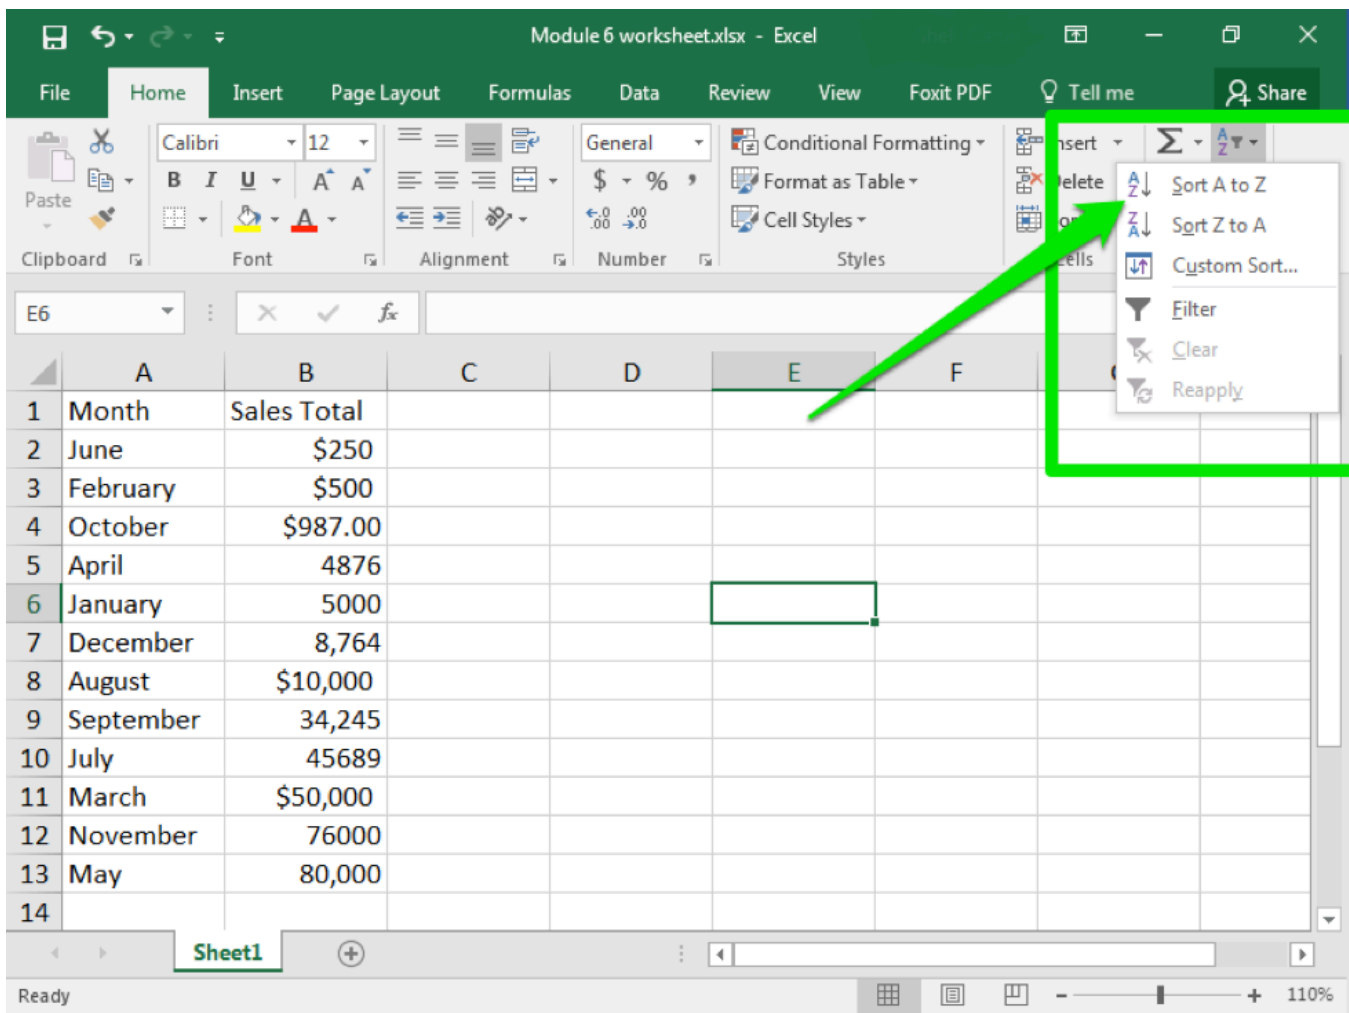 Module 6 worksheet.xlsx - Excel
File Home Insert Page Layout Formulas Data Review View Foxit PDF Tell me Share
Calibri 12 General Conditional Formatting nsert Σ
Paste B I U A A $ % , Format as Table elete
A .00 Cell Styles
Clipboard Font Alignment Number Styles ells
Sort A to Z
Sort Z to A
Custom Sort...
Filter
Clear
Reapply
E6 fx
A B C D E F
1 Month Sales Total
2 June $250
3 February $500
4 October $987.00
5 April 4876
6 January 5000
7 December 8,764
8 August $10,000
9 September 34,245
10 July 45689
11 March $50,000
12 November 76000
13 May 80,000
14
Sheet1
Ready 110%